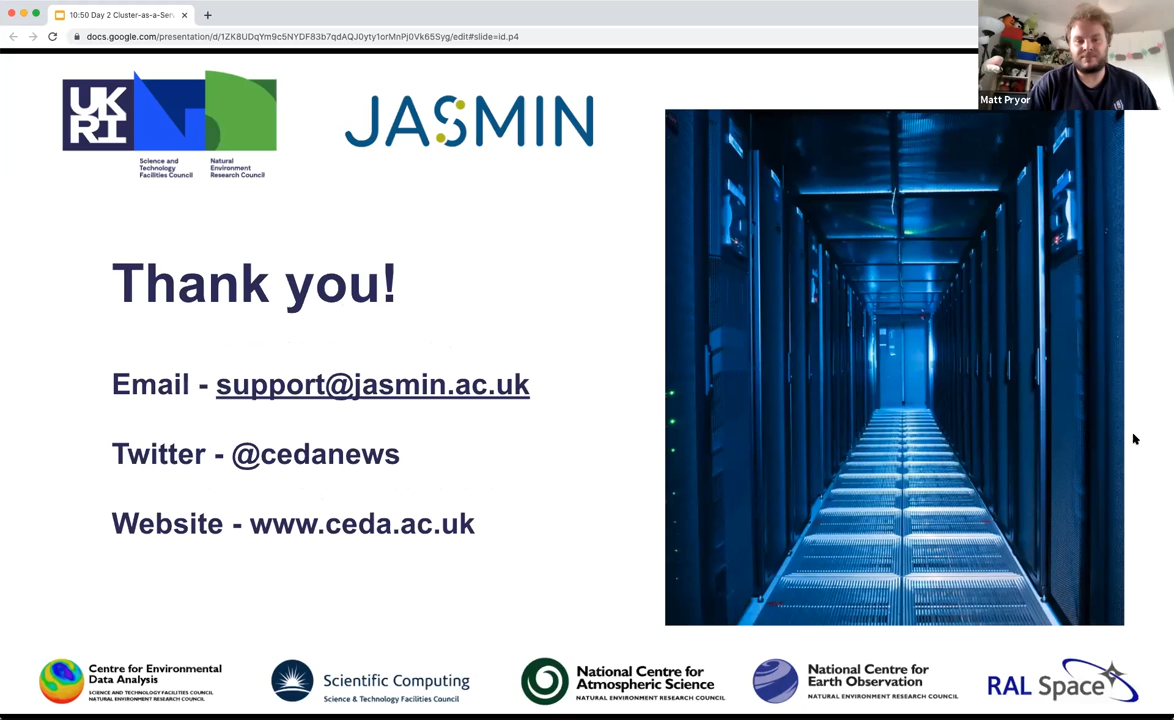 10:50 Day 2 Cluster-as-a-Serv
docs.google.com/presentation/d/1ZK8UDqYm9c5NYDF83b7qdAQJ0yty1orMnPj0Vk65Syg/edit#slide=id.p4
Matt Pryor
UK
RI
Science and
Technology
Facilities Council
Natural
Environment
Research Council
JASMIN
Thank you!
Email - support@jasmin.ac.uk
Twitter - @cedanews
Website - www.ceda.ac.uk
Centre for Environmental
Data Analysis
SCIENCE AND TECHNOLOGY FACILITIES COUNCIL
NATURAL ENVIRONMENT RESEARCH COUNCIL
Scientific Computing
Science & Technology Facilities Council
National Centre for
Atmospheric Science
NATURAL ENVIRONMENT RESEARCH COUNCIL
National Centre for
Earth Observation
NATURAL ENVIRONMENT RESEARCH COUNCIL
RAL Space